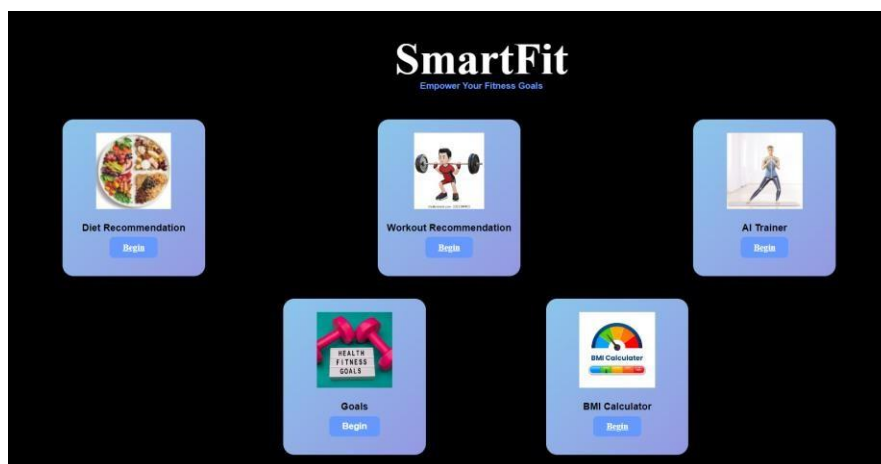 SmartFit
Empower Your Fitness Goals
Diet Recommendation
Begin
Workout Recommendation
Begin
AI Trainer
Begin
HEALTH
FITNESS
GOALS
Goals
Begin
BMI Calculater
BMI Calculator
Begin